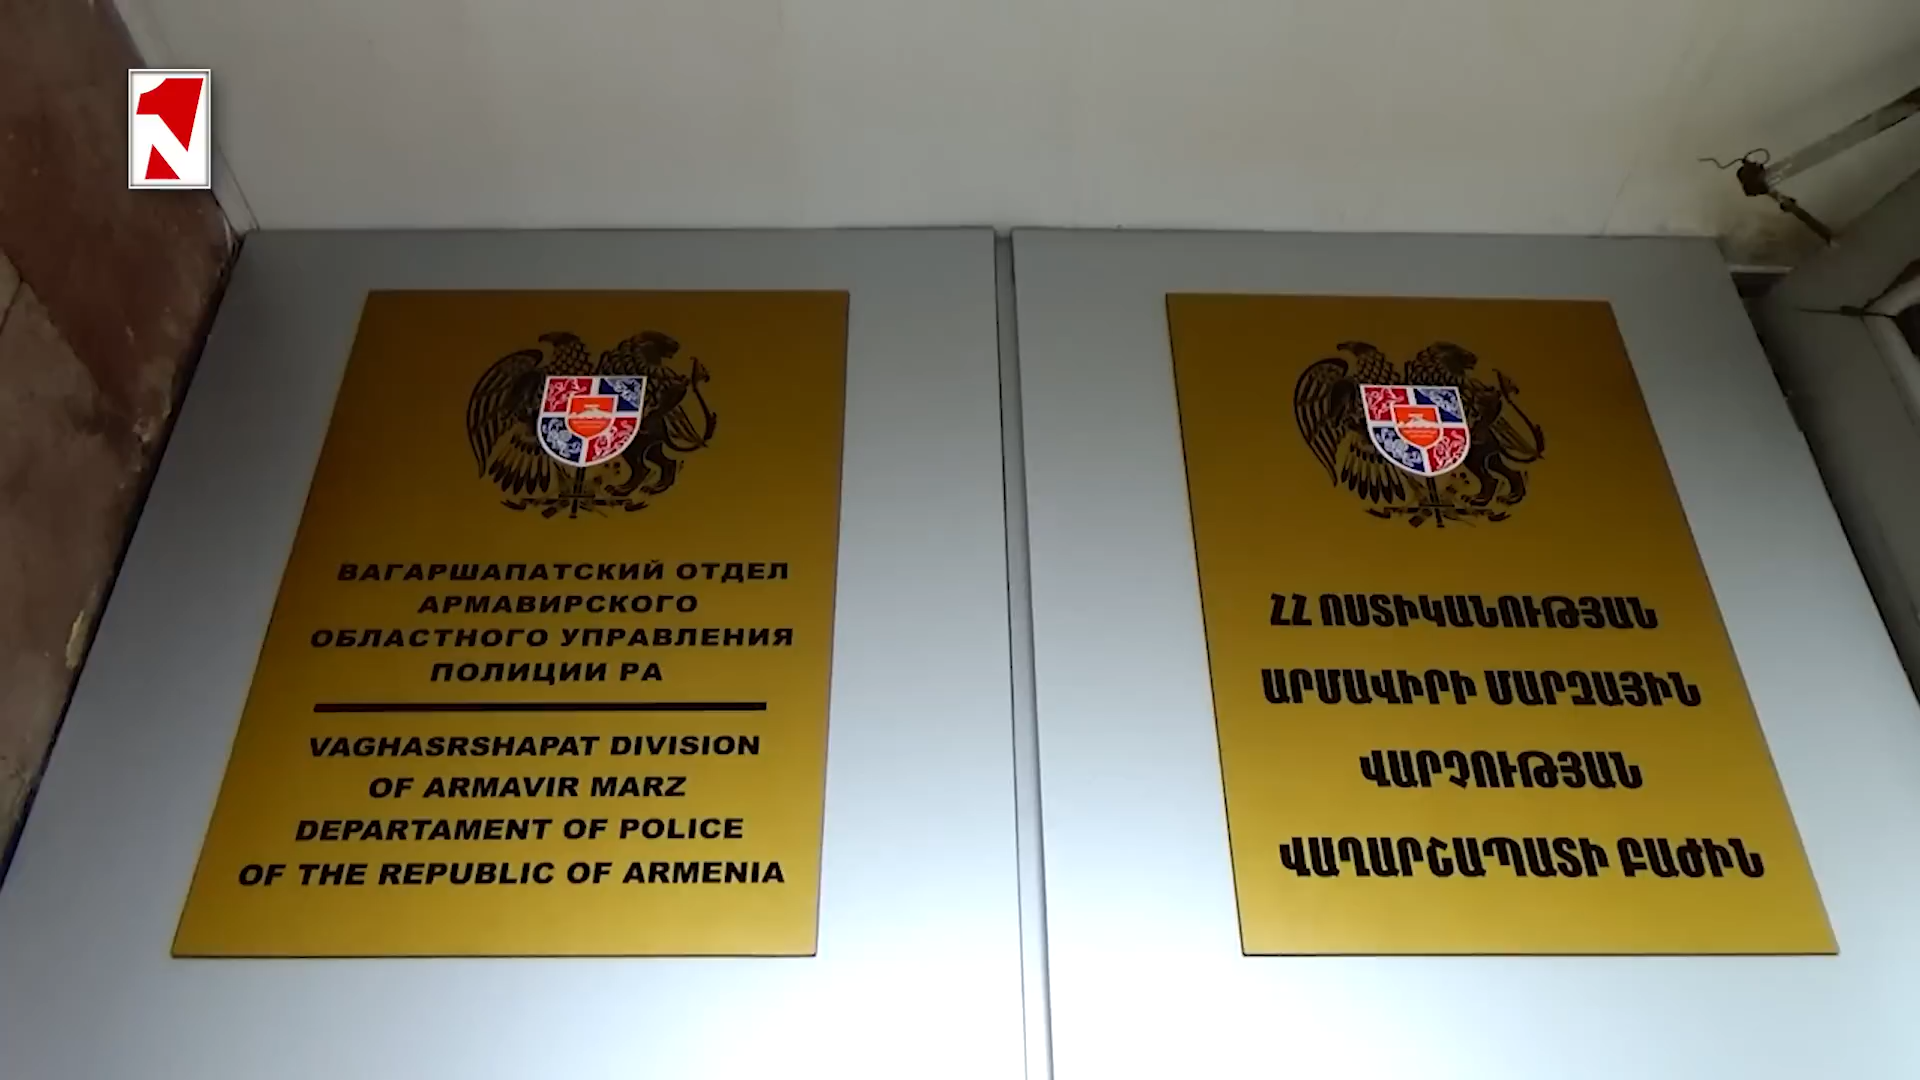 1N
ВАГАРШАПАТСКИЙ ОТДЕЛ
АРМАВИРСКОГО
ОБЛАСТНОГО УПРАВЛЕНИЯ
ПОЛИЦИИ РА
VAGHASRSHAPAT DIVISION
OF ARMAVIR MARZ
DEPARTAMENT OF POLICE
OF THE REPUBLIC OF ARMENIA
ՀՀ ՈՍՏԻԿԱՆՈՒԹՅԱՆ
ԱՐՄԱՎԻՐԻ ՄԱՐԶԱՅԻՆ
ՎԱՐՉՈՒԹՅԱՆ
ՎԱՂԱՐՇԱՊԱՏԻ ԲԱԺԻՆ